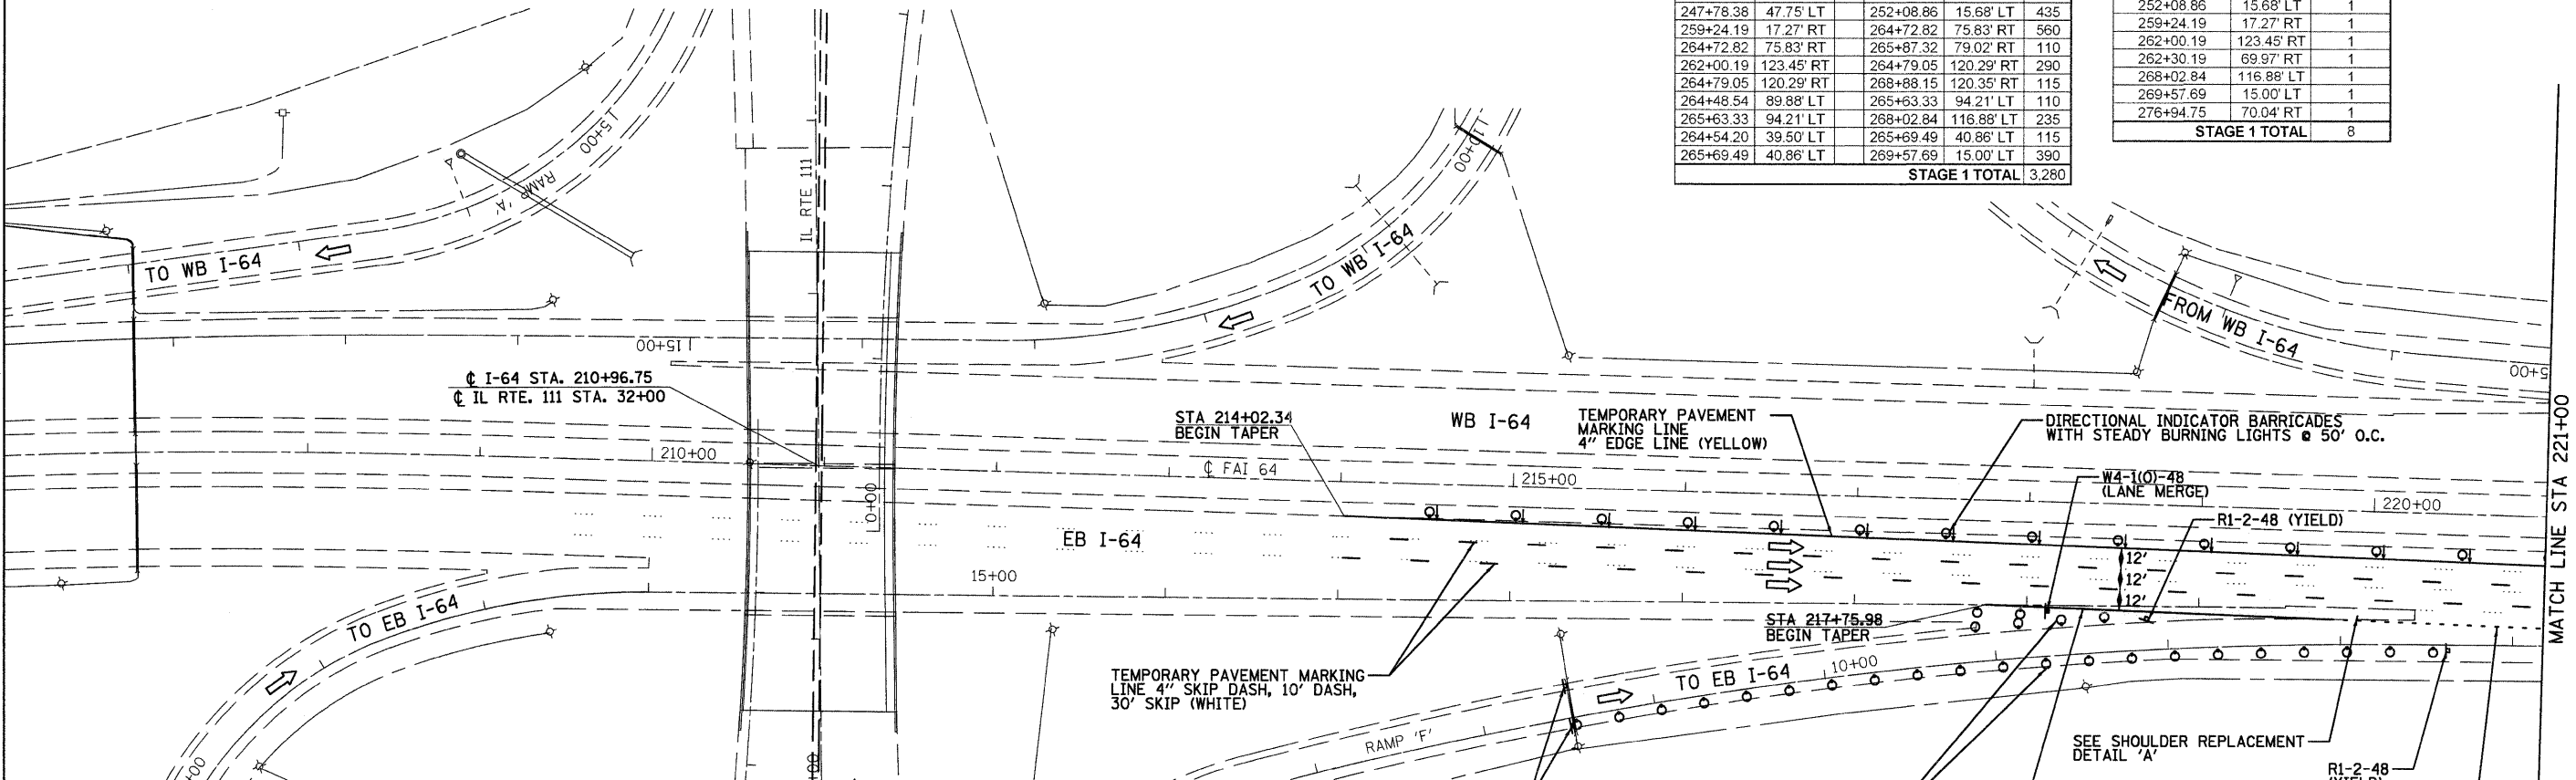 247+78.38 47.75' LT 252+08.86 15.68' LT 435
259+24.19 17.27' RT 264+72.82 75.83' RT 560
264+72.82 75.83' RT 265+87.32 79.02' RT 110
262+00.19 123.45' RT 264+79.05 120.29' RT 290
264+79.05 120.29' RT 268+88.15 120.35' RT 115
264+48.54 89.88' LT 265+63.33 94.21' LT 110
265+63.33 94.21' LT 268+02.84 116.88' LT 235
264+54.20 39.50' LT 265+69.49 40.86' LT 115
265+69.49 40.86' LT 269+57.69 15.00' LT 390
STAGE 1 TOTAL 3,280
252+08.86 15.68' LT 1
259+24.19 17.27' RT 1
262+00.19 123.45' RT 1
262+30.19 69.97' RT 1
268+02.84 116.88' LT 1
269+57.69 15.00' LT 1
276+94.75 70.04' RT 1
STAGE 1 TOTAL 8
15+00
RAMP 'A'
IL RTE 111
10+00
TO WB I-64
TO WB I-64
FROM WB I-64
15+00
5+00
₵ I-64 STA. 210+96.75
₵ IL RTE. 111 STA. 32+00
STA 214+02.34
BEGIN TAPER
WB I-64
TEMPORARY PAVEMENT
MARKING LINE
4" EDGE LINE (YELLOW)
DIRECTIONAL INDICATOR BARRICADES
WITH STEADY BURNING LIGHTS @ 50' O.C.
210+00
₵ FAI 64
215+00
W4-1(O)-48
(LANE MERGE)
220+00
R1-2-48 (YIELD)
MATCH LINE STA 221+00
0+00
EB I-64
15+00
12'
12'
12'
TO EB I-64
STA 217+75.98
BEGIN TAPER
TEMPORARY PAVEMENT MARKING
LINE 4" SKIP DASH, 10' DASH,
30' SKIP (WHITE)
TO EB I-64
10+00
RAMP 'F'
SEE SHOULDER REPLACEMENT
DETAIL 'A'
R1-2-48
(YIELD)